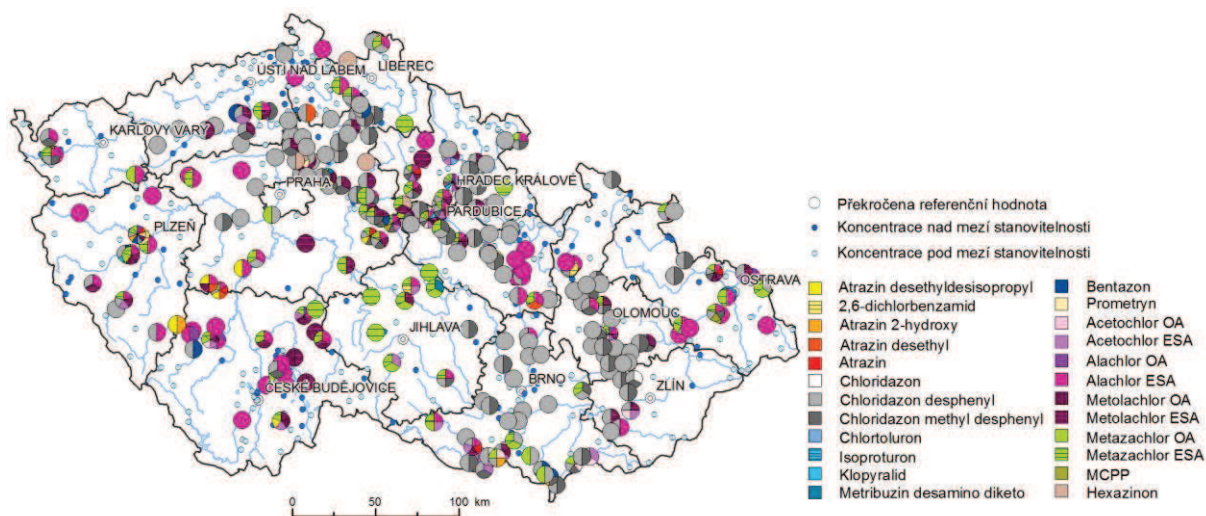 ÚSTÍ NAD LABEM
LIBEREC
KARLOVY VARY
HRADEC KRÁLOVÉ
PRAHA
PARDUBICE
PLZEŇ
OSTRAVA
OLOMOUC
JIHLAVA
BRNO
ZLÍN
ČESKÉ BUDĚJOVICE
0 50 100 km
Překročena referenční hodnota
Koncentrace nad mezí stanovitelnosti
Koncentrace pod mezí stanovitelnosti
Atrazin desethyldesisopropyl
2,6-dichlorbenzamid
Atrazin 2-hydroxy
Atrazin desethyl
Atrazin
Chloridazon
Chloridazon desphenyl
Chloridazon methyl desphenyl
Chlortoluron
Isoproturon
Klopyralid
Metribuzin desamino diketo
Bentazon
Prometryn
Acetochlor OA
Acetochlor ESA
Alachlor OA
Alachlor ESA
Metolachlor OA
Metolachlor ESA
Metazachlor OA
Metazachlor ESA
MCPP
Hexazinon